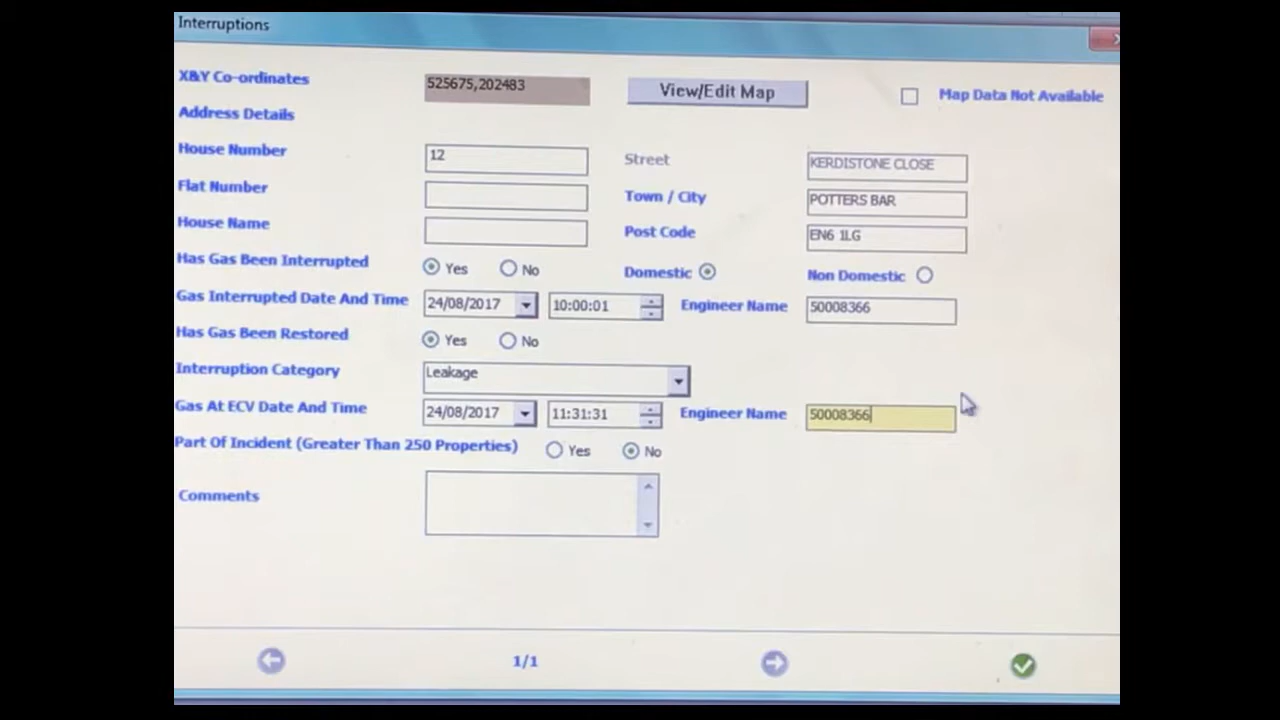 Interruptions
X&Y Co-ordinates 525675,202483 View/Edit Map Map Data Not Available
Address Details
House Number 12 Street KERDISTONE CLOSE
Flat Number Town / City POTTERS BAR
House Name Post Code EN6 1LG
Has Gas Been Interrupted Yes No Domestic Non Domestic
Gas Interrupted Date And Time 24/08/2017 10:00:01 Engineer Name 50008366
Has Gas Been Restored Yes No
Interruption Category Leakage
Gas At ECV Date And Time 24/08/2017 11:31:31 Engineer Name 50008366
Part Of Incident (Greater Than 250 Properties) Yes No
Comments
1/1